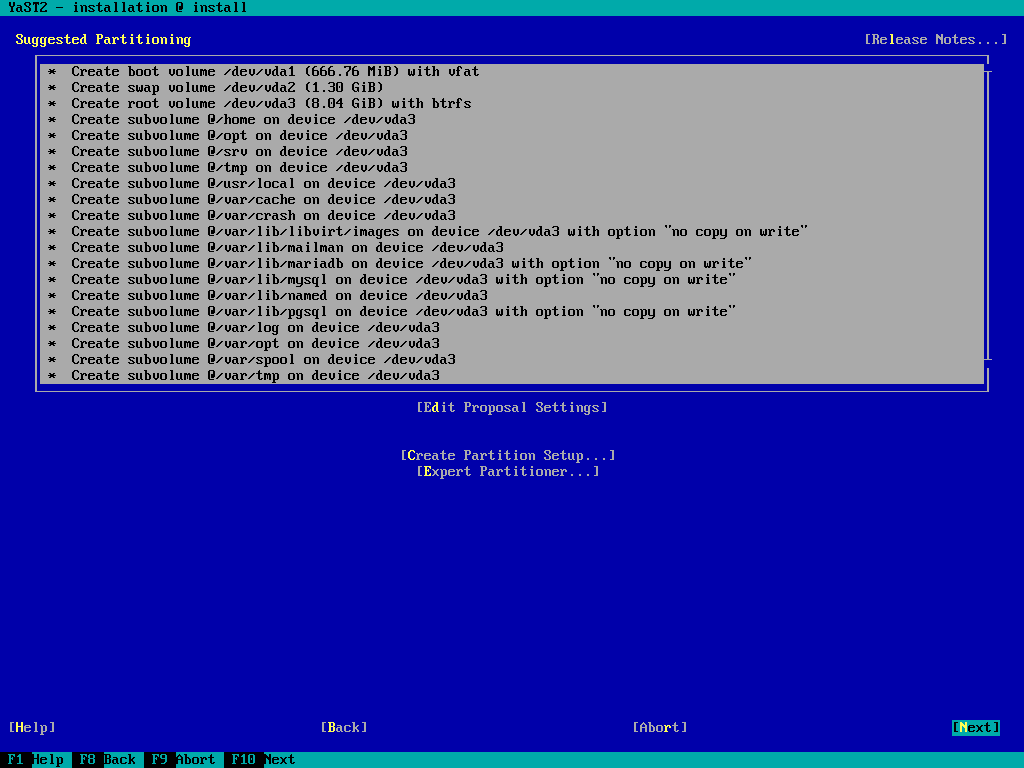 YaST2 - installation @ install
Suggested Partitioning [Release Notes...]
* Create boot volume /dev/vda1 (666.76 MiB) with vfat
* Create swap volume /dev/vda2 (1.30 GiB)
* Create root volume /dev/vda3 (8.04 GiB) with btrfs
* Create subvolume @/home on device /dev/vda3
* Create subvolume @/opt on device /dev/vda3
* Create subvolume @/srv on device /dev/vda3
* Create subvolume @/tmp on device /dev/vda3
* Create subvolume @/usr/local on device /dev/vda3
* Create subvolume @/var/cache on device /dev/vda3
* Create subvolume @/var/crash on device /dev/vda3
* Create subvolume @/var/lib/libvirt/images on device /dev/vda3 with option "no copy on write"
* Create subvolume @/var/lib/mailman on device /dev/vda3
* Create subvolume @/var/lib/mariadb on device /dev/vda3 with option "no copy on write"
* Create subvolume @/var/lib/mysql on device /dev/vda3 with option "no copy on write"
* Create subvolume @/var/lib/named on device /dev/vda3
* Create subvolume @/var/lib/pgsql on device /dev/vda3 with option "no copy on write"
* Create subvolume @/var/log on device /dev/vda3
* Create subvolume @/var/opt on device /dev/vda3
* Create subvolume @/var/spool on device /dev/vda3
* Create subvolume @/var/tmp on device /dev/vda3
[Edit Proposal Settings]
[Create Partition Setup...]
[Expert Partitioner...]
[Help] [Back] [Abort] [Next]
F1 Help F8 Back F9 Abort F10 Next